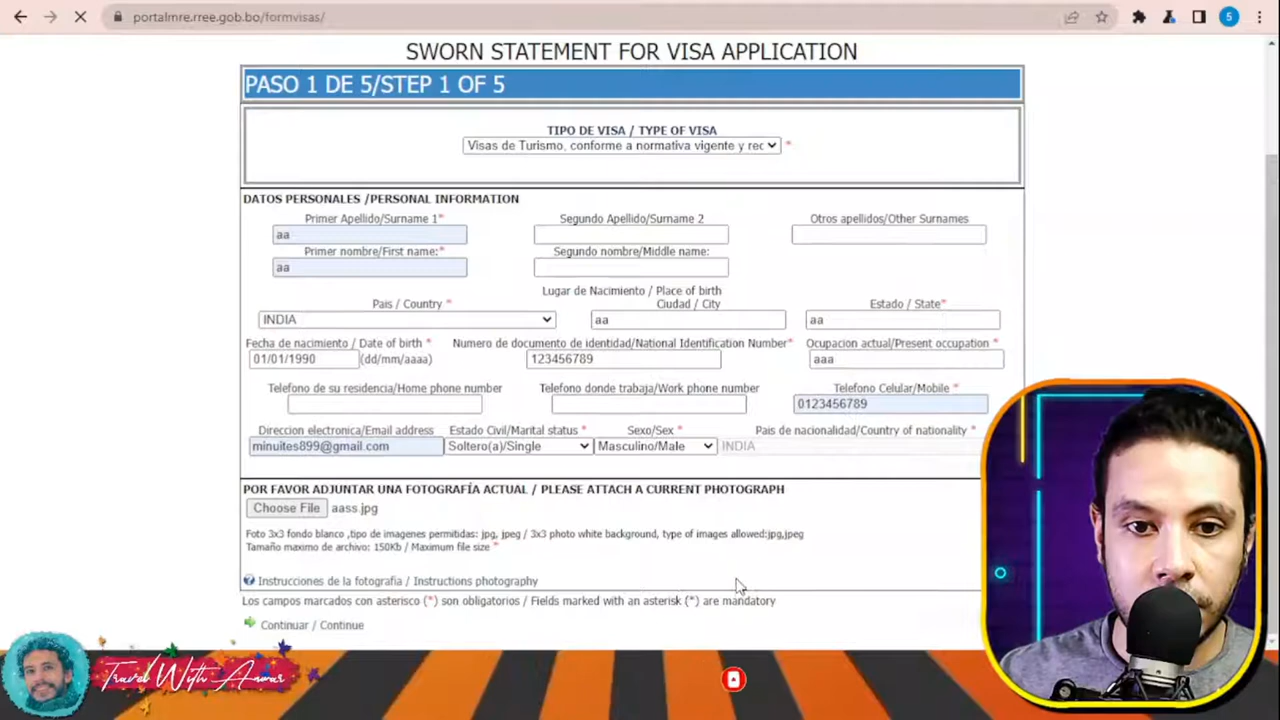 portalmre.rree.gob.bo/formvisas/
5
SWORN STATEMENT FOR VISA APPLICATION
PASO 1 DE 5/STEP 1 OF 5
TIPO DE VISA / TYPE OF VISA
Visas de Turismo, conforme a normativa vigente y rec *
DATOS PERSONALES /PERSONAL INFORMATION
Primer Apellido/Surname 1* Segundo Apellido/Surname 2 Otros apellidos/Other Surnames
aa
Primer nombre/First name:* Segundo nombre/Middle name:
aa
Lugar de Nacimiento / Place of birth
Pais / Country * Ciudad / City Estado / State*
INDIA aa aa
Fecha de nacimiento / Date of birth * Numero de documento de identidad/National Identification Number* Ocupacion actual/Present occupation *
01/01/1990 (dd/mm/aaaa) 123456789 aaa
Telefono de su residencia/Home phone number Telefono donde trabaja/Work phone number Telefono Celular/Mobile *
0123456789
Direccion electronica/Email address Estado Civil/Marital status * Sexo/Sex * Pais de nacionalidad/Country of nationality *
minuites899@gmail.com Soltero(a)/Single Masculino/Male INDIA
POR FAVOR ADJUNTAR UNA FOTOGRAFÍA ACTUAL / PLEASE ATTACH A CURRENT PHOTOGRAPH
Choose File aass.jpg
Foto 3x3 fondo blanco ,tipo de imagenes permitidas: jpg, jpeg / 3x3 photo white background, type of images allowed:jpg,jpeg
Tamaño maximo de archivo: 150Kb / Maximum file size *
Instrucciones de la fotografia / Instructions photography
Los campos marcados con asterisco (*) son obligatorios / Fields marked with an asterisk (*) are mandatory
Continuar / Continue
Travel With Anwar